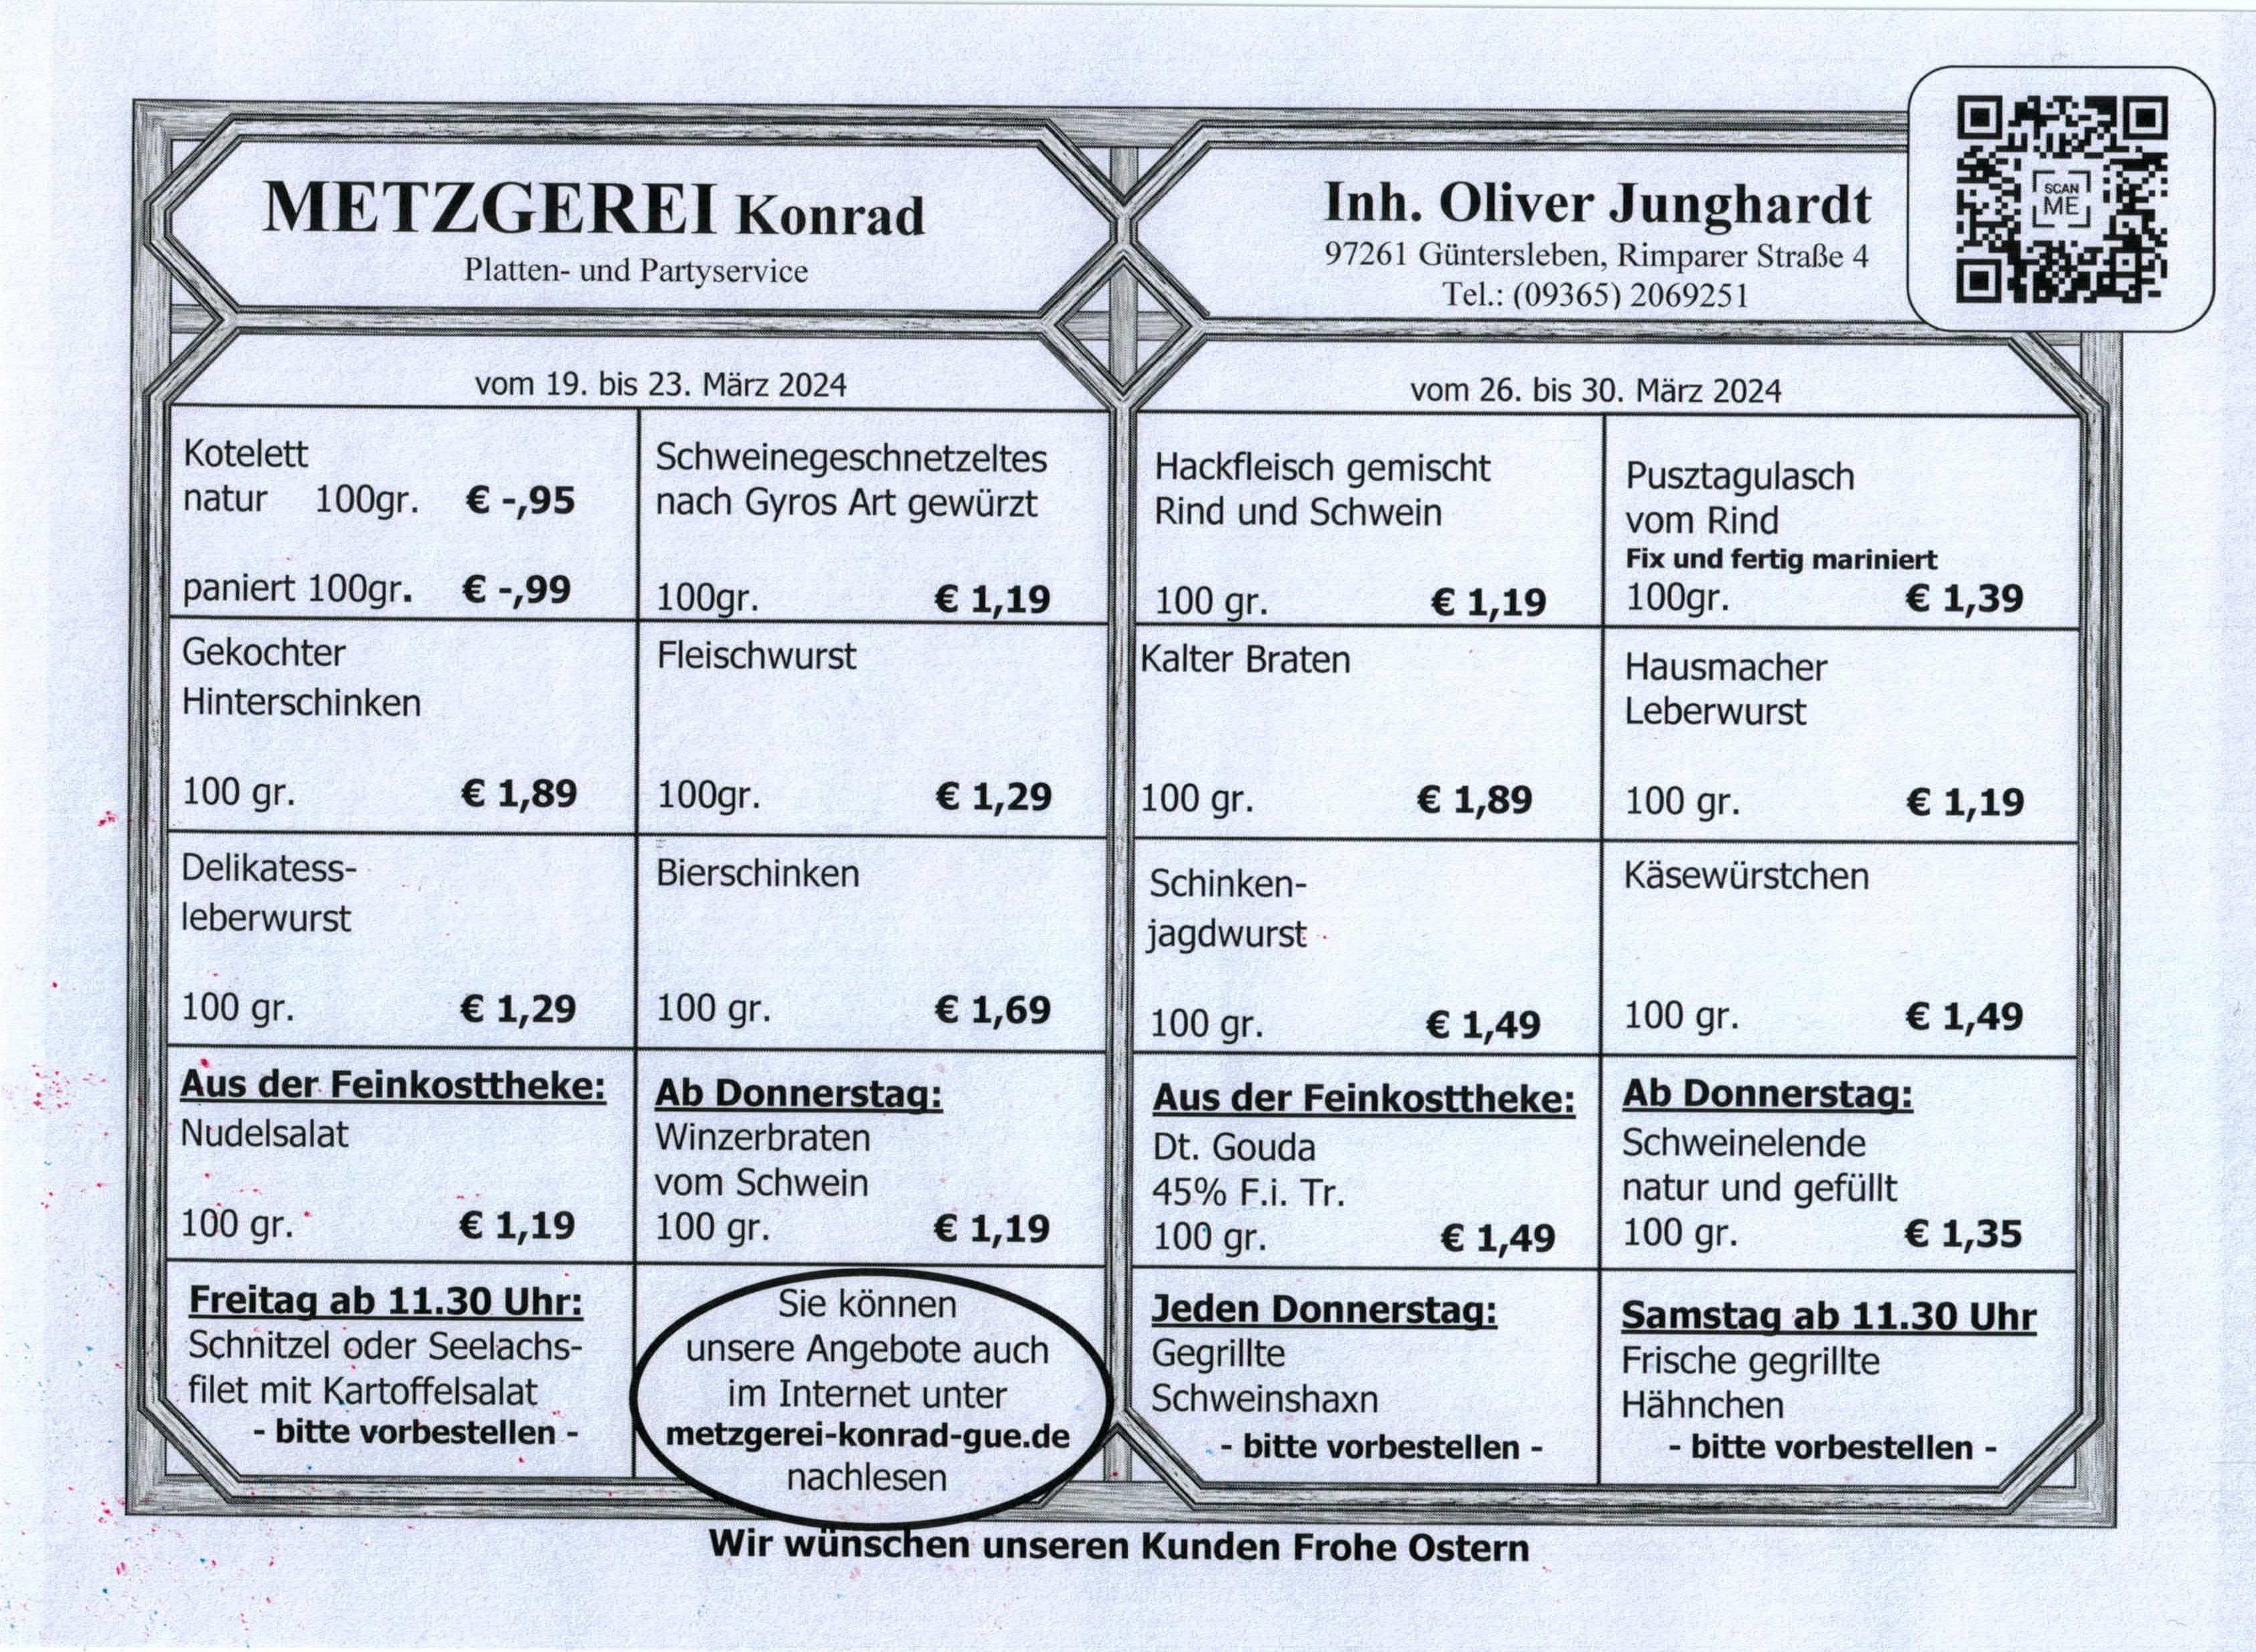 METZGEREI Konrad
Platten- und Partyservice
Inh. Oliver Junghardt
97261 Güntersleben, Rimparer Straße 4
Tel.: (09365) 2069251
SCAN
ME
vom 19. bis 23. März 2024
Kotelett
natur 100gr. € -,95
paniert 100gr. € -,99
Schweinegeschnetzeltes
nach Gyros Art gewürzt
100gr. € 1,19
Gekochter
Hinterschinken
100 gr. € 1,89
Fleischwurst
100gr. € 1,29
Delikatess-
leberwurst
100 gr. € 1,29
Bierschinken
100 gr. € 1,69
Aus der Feinkosttheke:
Nudelsalat
100 gr. € 1,19
Ab Donnerstag:
Winzerbraten
vom Schwein
100 gr. € 1,19
Freitag ab 11.30 Uhr:
Schnitzel oder Seelachs-
filet mit Kartoffelsalat
- bitte vorbestellen -
Sie können
unsere Angebote auch
im Internet unter
metzgerei-konrad-gue.de
nachlesen
vom 26. bis 30. März 2024
Hackfleisch gemischt
Rind und Schwein
100 gr. € 1,19
Pusztagulasch
vom Rind
Fix und fertig mariniert
100gr. € 1,39
Kalter Braten
100 gr. € 1,89
Hausmacher
Leberwurst
100 gr. € 1,19
Schinken-
jagdwurst
100 gr. € 1,49
Käsewürstchen
100 gr. € 1,49
Aus der Feinkosttheke:
Dt. Gouda
45% F.i. Tr.
100 gr. € 1,49
Ab Donnerstag:
Schweinelende
natur und gefüllt
100 gr. € 1,35
Jeden Donnerstag:
Gegrillte
Schweinshaxn
- bitte vorbestellen -
Samstag ab 11.30 Uhr
Frische gegrillte
Hähnchen
- bitte vorbestellen -
Wir wünschen unseren Kunden Frohe Ostern